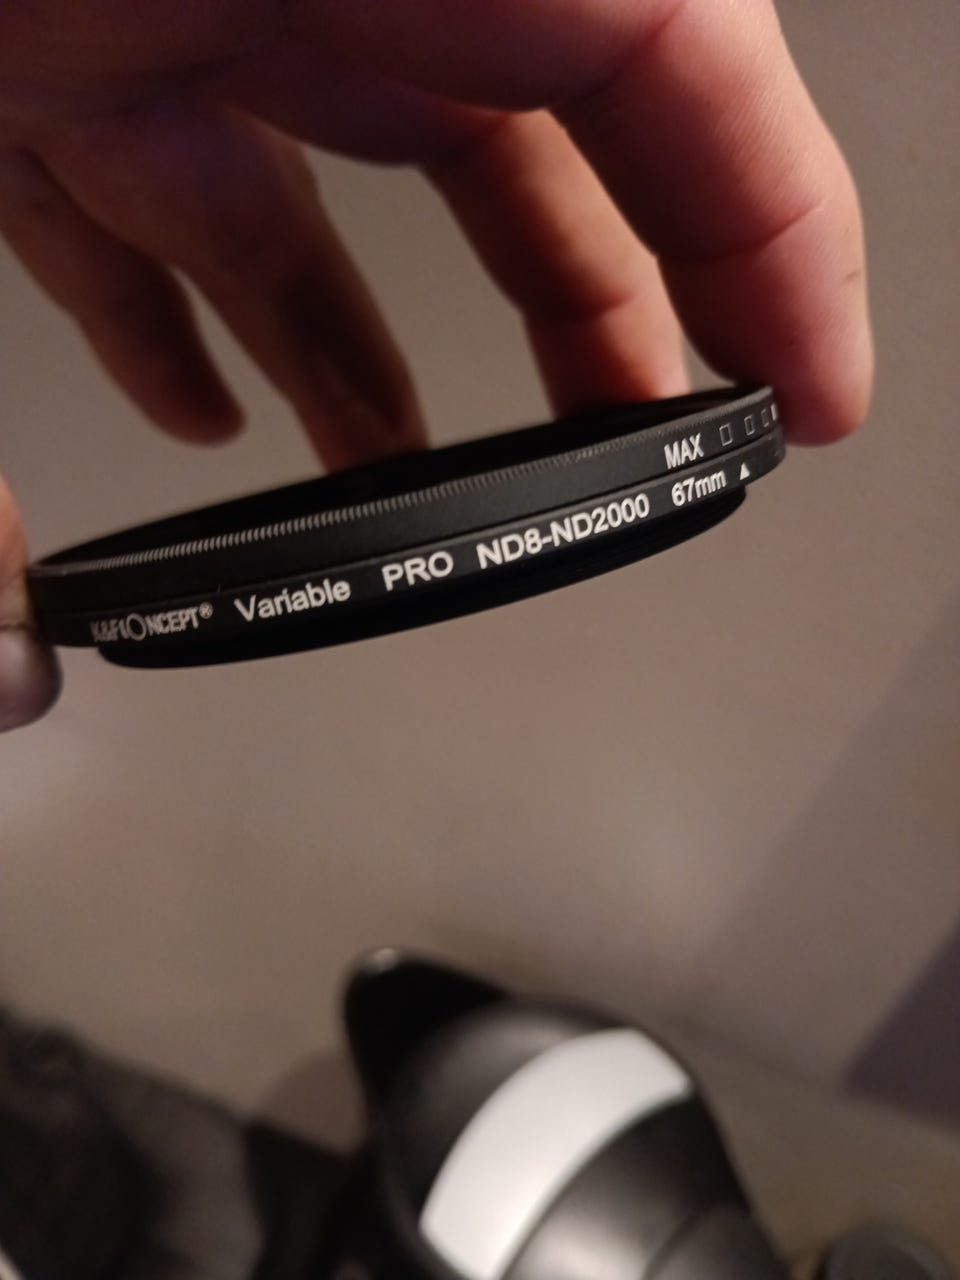 MAX
K&F CONCEPT® Variable PRO ND8-ND2000 67mm